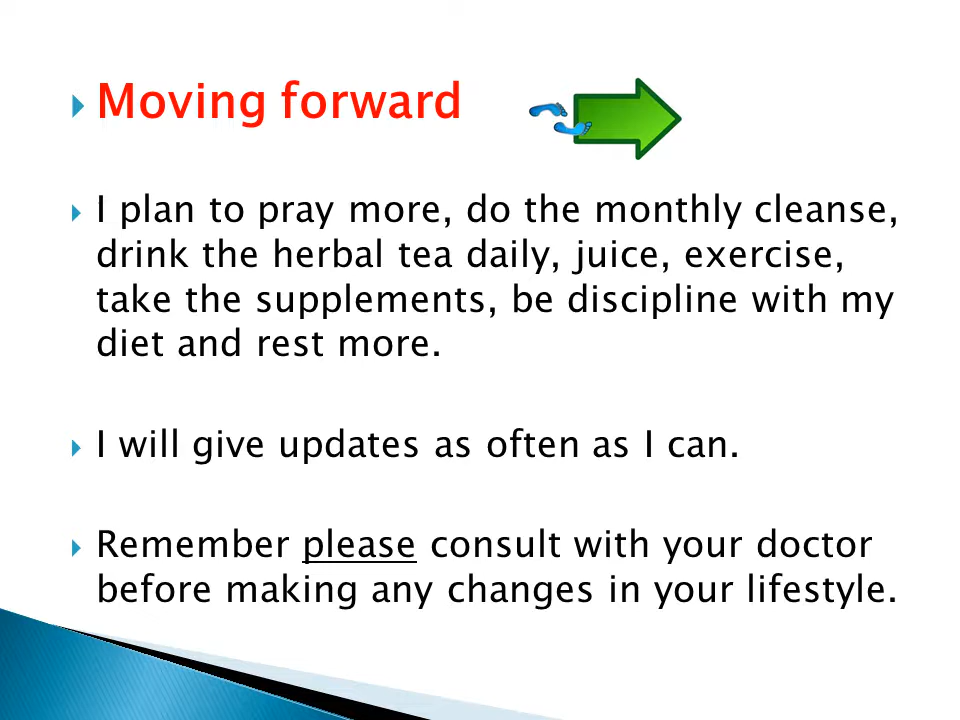 Moving forward
I plan to pray more, do the monthly cleanse,
drink the herbal tea daily, juice, exercise,
take the supplements, be discipline with my
diet and rest more.
I will give updates as often as I can.
Remember please consult with your doctor
before making any changes in your lifestyle.